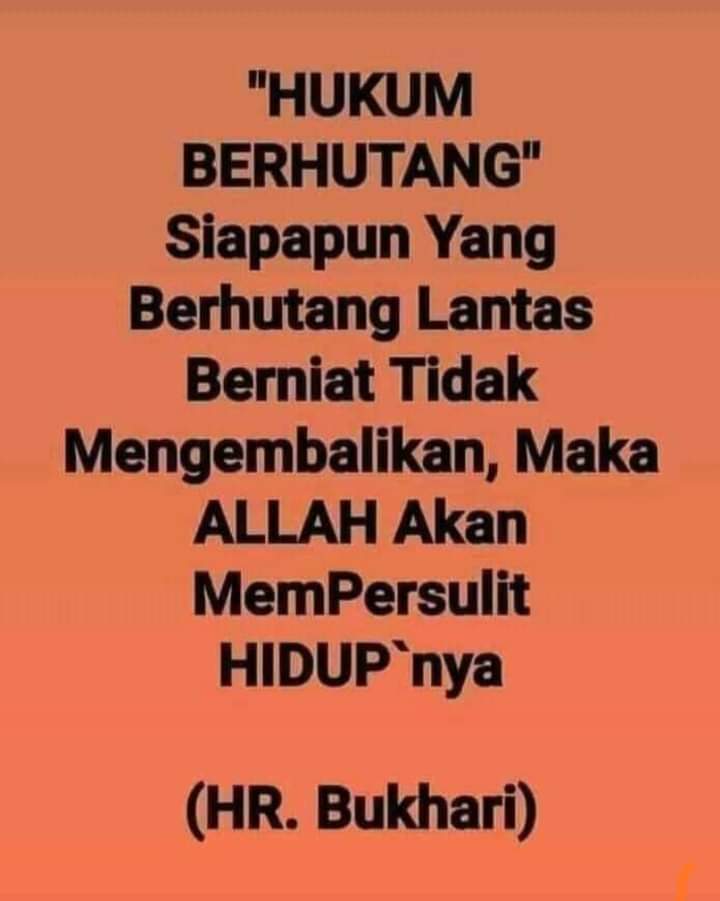 "HUKUM
BERHUTANG"
Siapapun Yang
Berhutang Lantas
Berniat Tidak
Mengembalikan, Maka
ALLAH Akan
MemPersulit
HIDUP`nya
(HR. Bukhari)